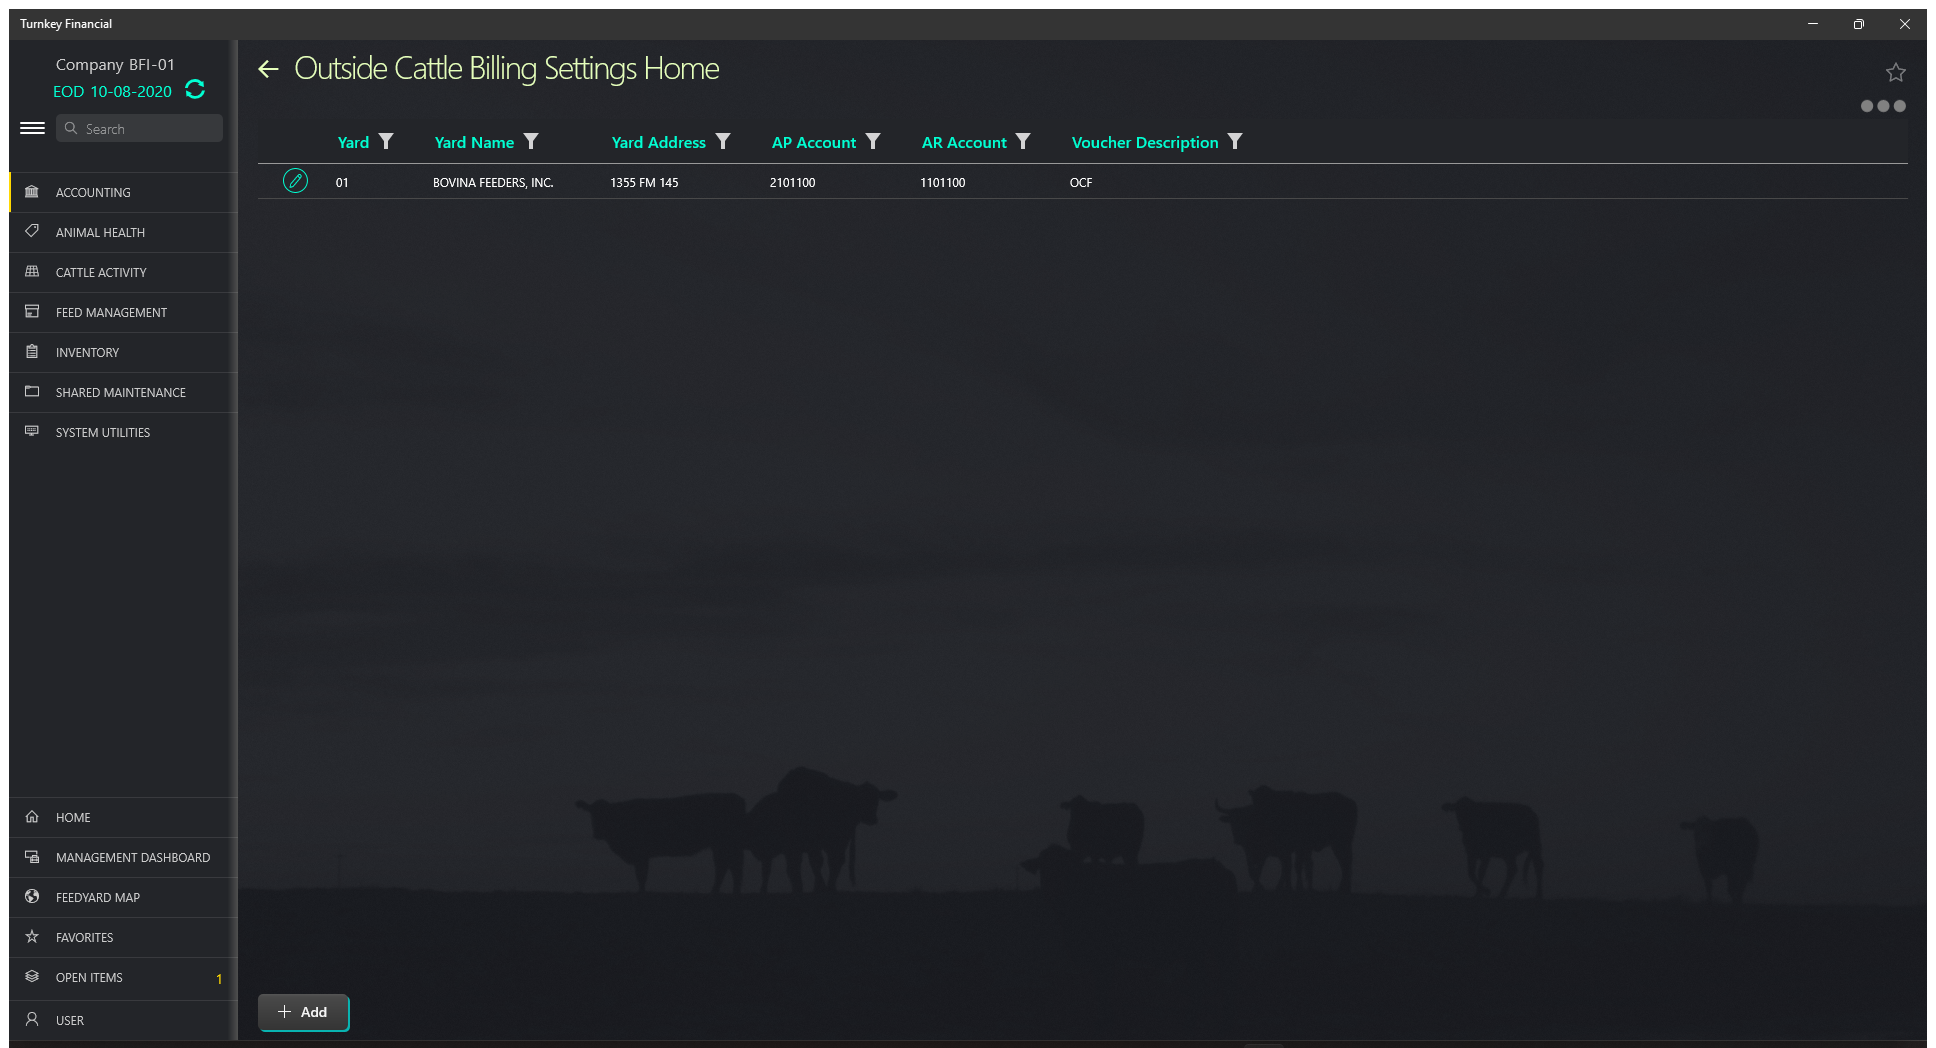 Turnkey Financial
Company BFI-01
EOD 10-08-2020
Search
ACCOUNTING
ANIMAL HEALTH
CATTLE ACTIVITY
FEED MANAGEMENT
INVENTORY
SHARED MAINTENANCE
SYSTEM UTILITIES
HOME
MANAGEMENT DASHBOARD
FEEDYARD MAP
FAVORITES
OPEN ITEMS 1
USER
Outside Cattle Billing Settings Home
Yard Yard Name Yard Address AP Account AR Account Voucher Description
01 BOVINA FEEDERS, INC. 1355 FM 145 2101100 1101100 OCF
Add